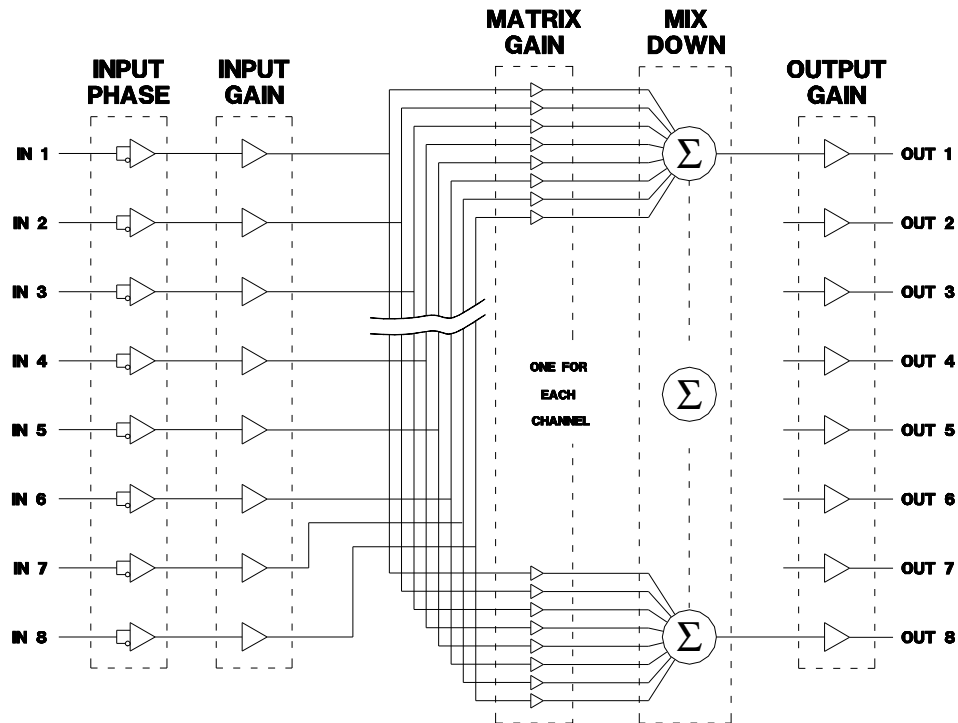 MATRIX
GAIN
MIX
DOWN
INPUT
PHASE
INPUT
GAIN
OUTPUT
GAIN
IN 1
Σ
OUT 1
IN 2
OUT 2
IN 3
OUT 3
IN 4
OUT 4
ONE FOR
EACH
CHANNEL
Σ
IN 5
OUT 5
IN 6
OUT 6
IN 7
OUT 7
IN 8
Σ
OUT 8